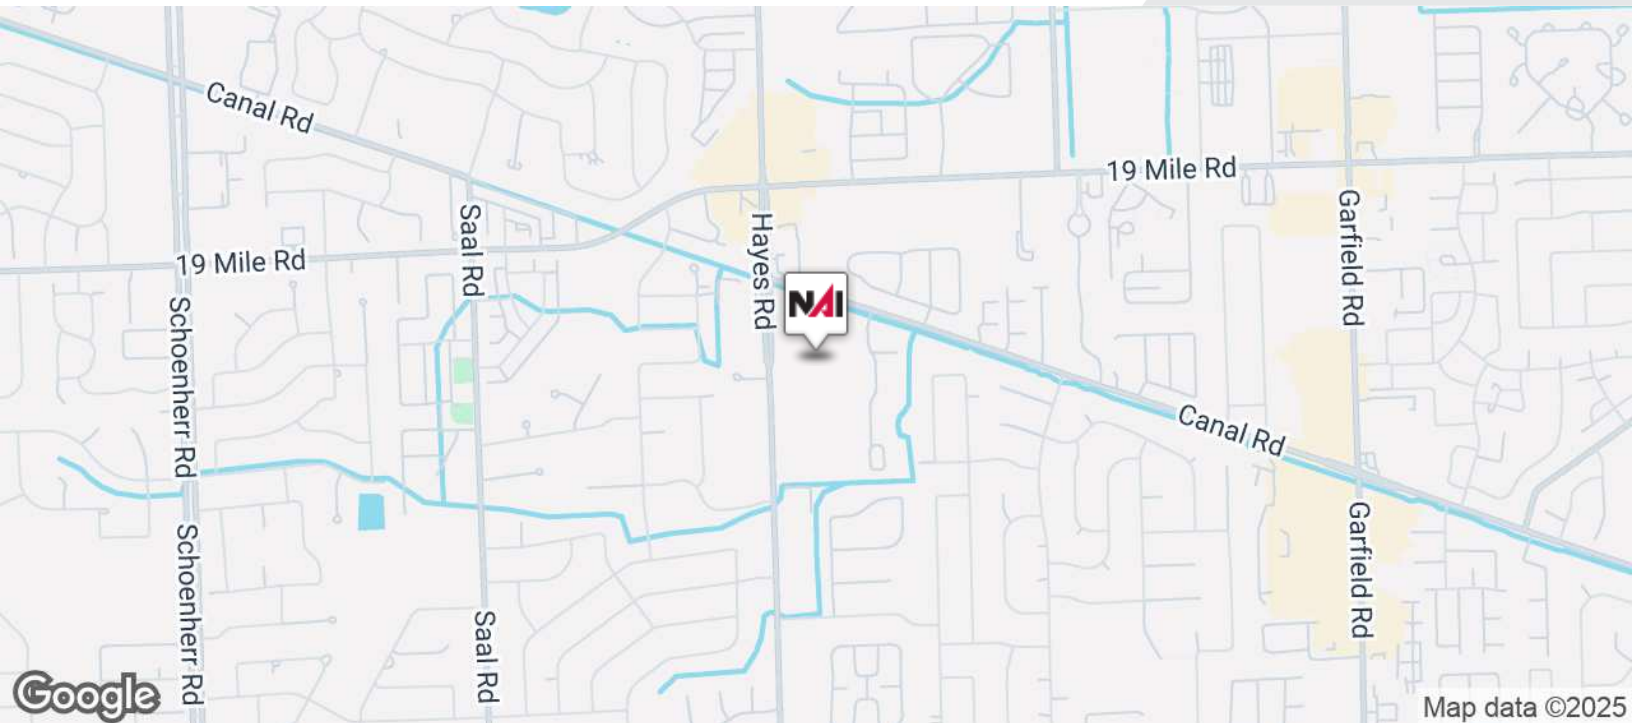 Canal Rd
19 Mile Rd
Saal Rd
Hayes Rd
Garfield Rd
19 Mile Rd
NAI
Schoenherr Rd
Canal Rd
Schoenherr Rd
Garfield Rd
Saal Rd
Google
Map data ©2025